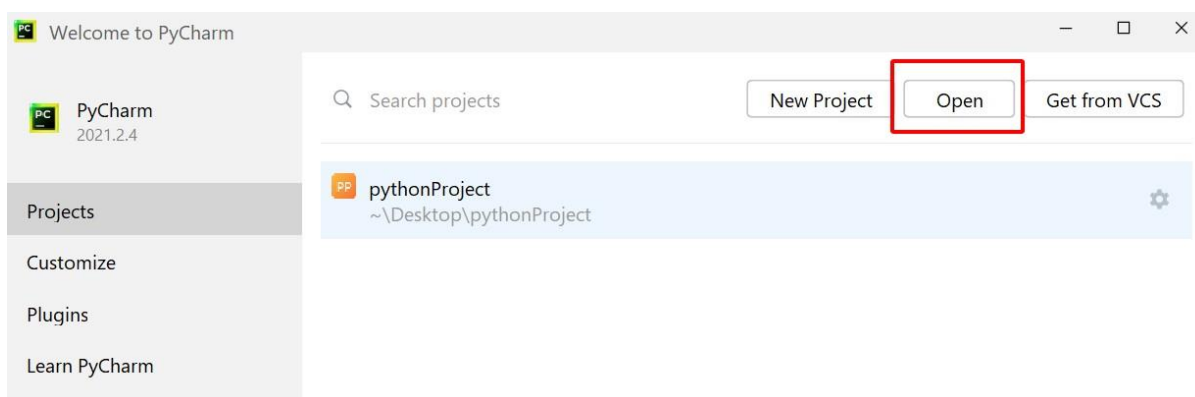 Welcome to PyCharm
PyCharm
2021.2.4
Projects
Customize
Plugins
Learn PyCharm
Search projects
New Project
Open
Get from VCS
PP
pythonProject
~\Desktop\pythonProject